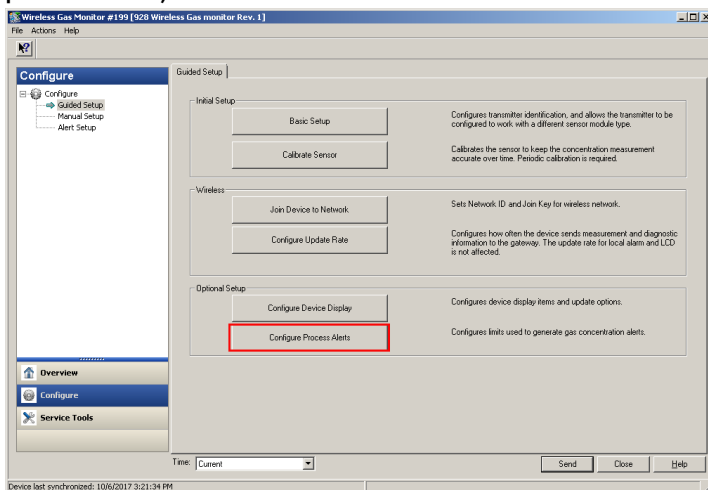 Wireless Gas Monitor #199 [928 Wireless Gas monitor Rev. 1]
File Actions Help
Configure
Configure
Guided Setup
Manual Setup
Alert Setup
Overview
Configure
Service Tools
Guided Setup
Initial Setup
Basic Setup
Configures transmitter identification, and allows the transmitter to be
configured to work with a different sensor module type.
Calibrate Sensor
Calibrates the sensor to keep the concentration measurement
accurate over time. Periodic calibration is required.
Wireless
Join Device to Network
Sets Network ID and Join Key for wireless network.
Configure Update Rate
Configures how often the device sends measurement and diagnostic
information to the gateway. The update rate for local alarm and LCD
is not affected.
Optional Setup
Configure Device Display
Configures device display items and update options.
Configure Process Alerts
Configures limits used to generate gas concentration alerts.
Time: Current
Send Close Help
Device last synchronized: 10/6/2017 3:21:34 PM